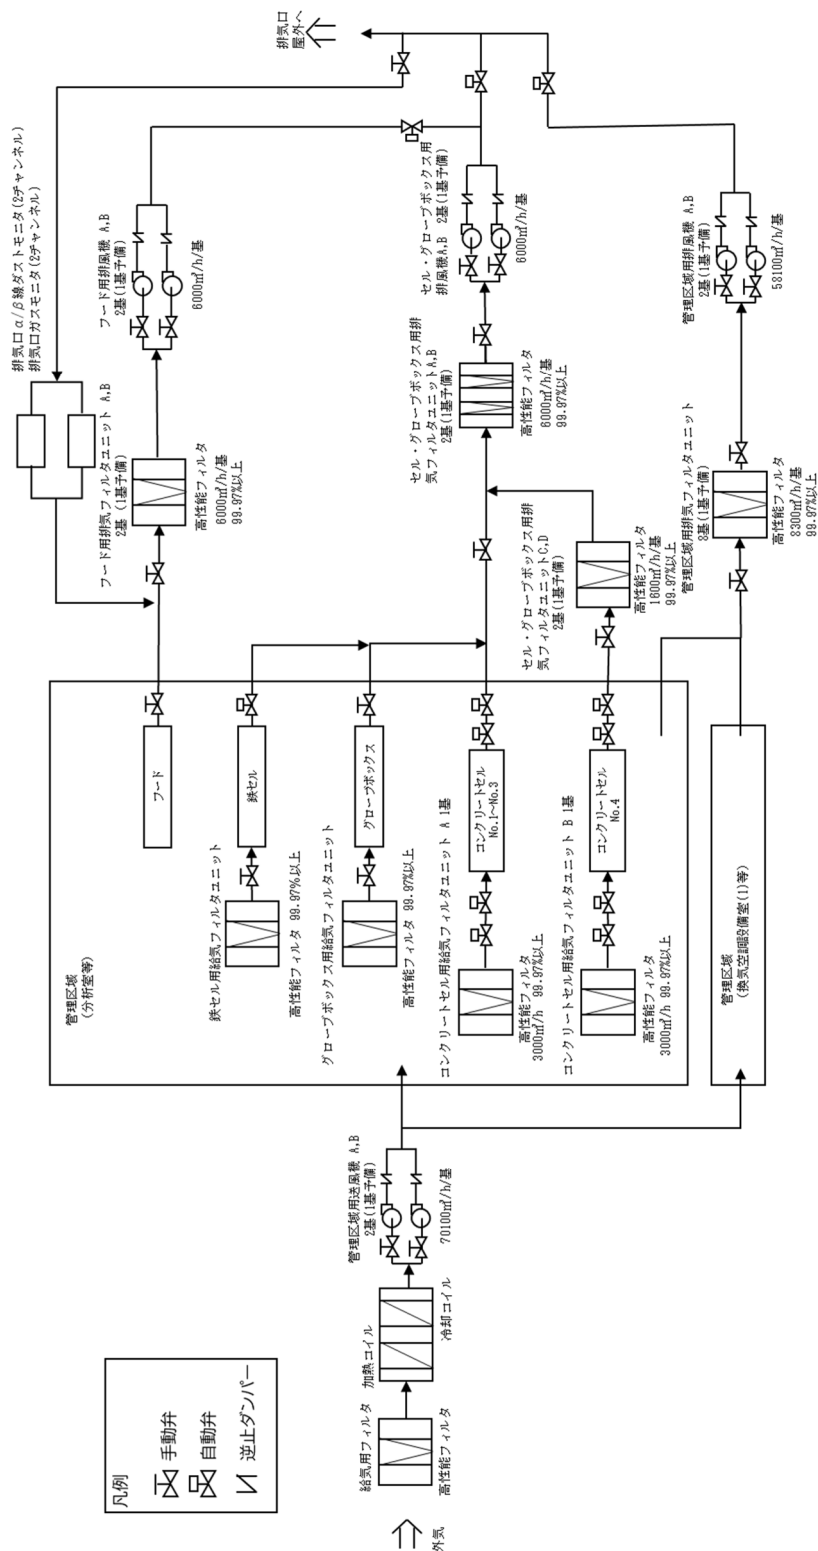 排気口
屋外へ
排気口α/β線ダストモニタ(2チャンネル)
排気口ガスモニタ(2チャンネル)
フード用排風機 A,B
2基(1基予備)
6000㎥/h/基
セル・グローブボックス用
排風機A,B 2基(1基予備)
6000㎥/h/基
管理区域用排風機 A,B
2基(1基予備)
58100㎥/h/基
フード用排気フィルタユニット A,B
2基(1基予備)
高性能フィルタ
6000㎥/h/基
99.97%以上
セル・グローブボックス用排
気フィルタユニットA,B
2基(1基予備)
高性能フィルタ
6000㎥/h/基
99.97%以上
セル・グローブボックス用排
気フィルタユニットC,D
2基(1基予備)
高性能フィルタ
1600㎥/h/基
99.97%以上
管理区域用排気フィルタユニット
8基(1基予備)
高性能フィルタ
8300㎥/h/基
99.97%以上
管理区域
(分析室等)
フード
鉄セル
鉄セル用給気フィルタユニット
高性能フィルタ 99.97%以上
グローブボックス
グローブボックス用給気フィルタユニット
高性能フィルタ 99.97%以上
コンクリートセル
No.1～No.3
コンクリートセル用給気フィルタユニット A 1基
高性能フィルタ
3000㎥/h 99.97%以上
コンクリートセル
No.4
コンクリートセル用給気フィルタユニット B 1基
高性能フィルタ
3000㎥/h 99.97%以上
管理区域
(換気空調設備室(1)等)
管理区域用送風機 A,B
2基(1基予備)
70100㎥/h/基
加熱コイル
冷却コイル
給気用フィルタ
高性能フィルタ
外気
凡例
手動弁
自動弁
逆止ダンパー